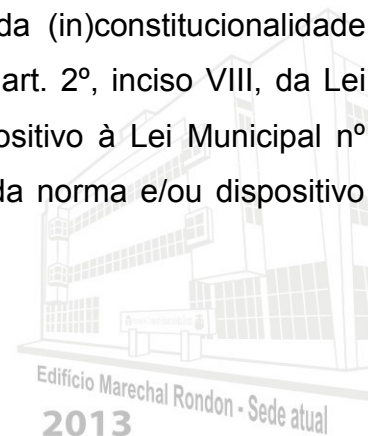 da (in)constitucionalidade
art. 2º, inciso VIII, da Lei
positivo à Lei Municipal nº
da norma e/ou dispositivo
Edifício Marechal Rondon - Sede atual
2013